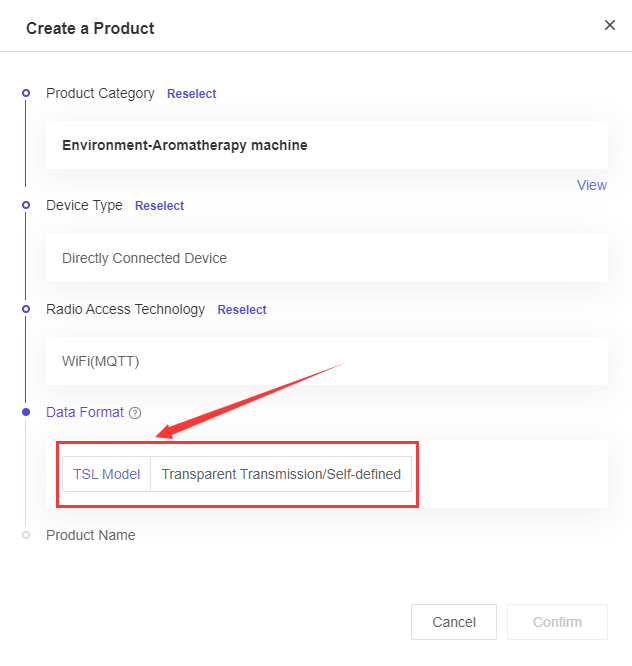 Create a Product
Product Category Reselect
Environment-Aromatherapy machine
View
Device Type Reselect
Directly Connected Device
Radio Access Technology Reselect
WiFi(MQTT)
Data Format ?
TSL Model Transparent Transmission/Self-defined
Product Name
Cancel Confirm